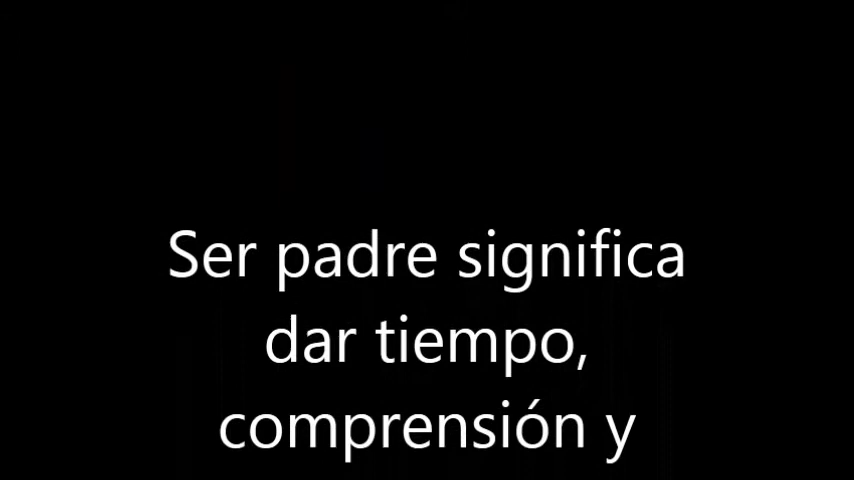 Ser padre significa
dar tiempo,
comprensión y